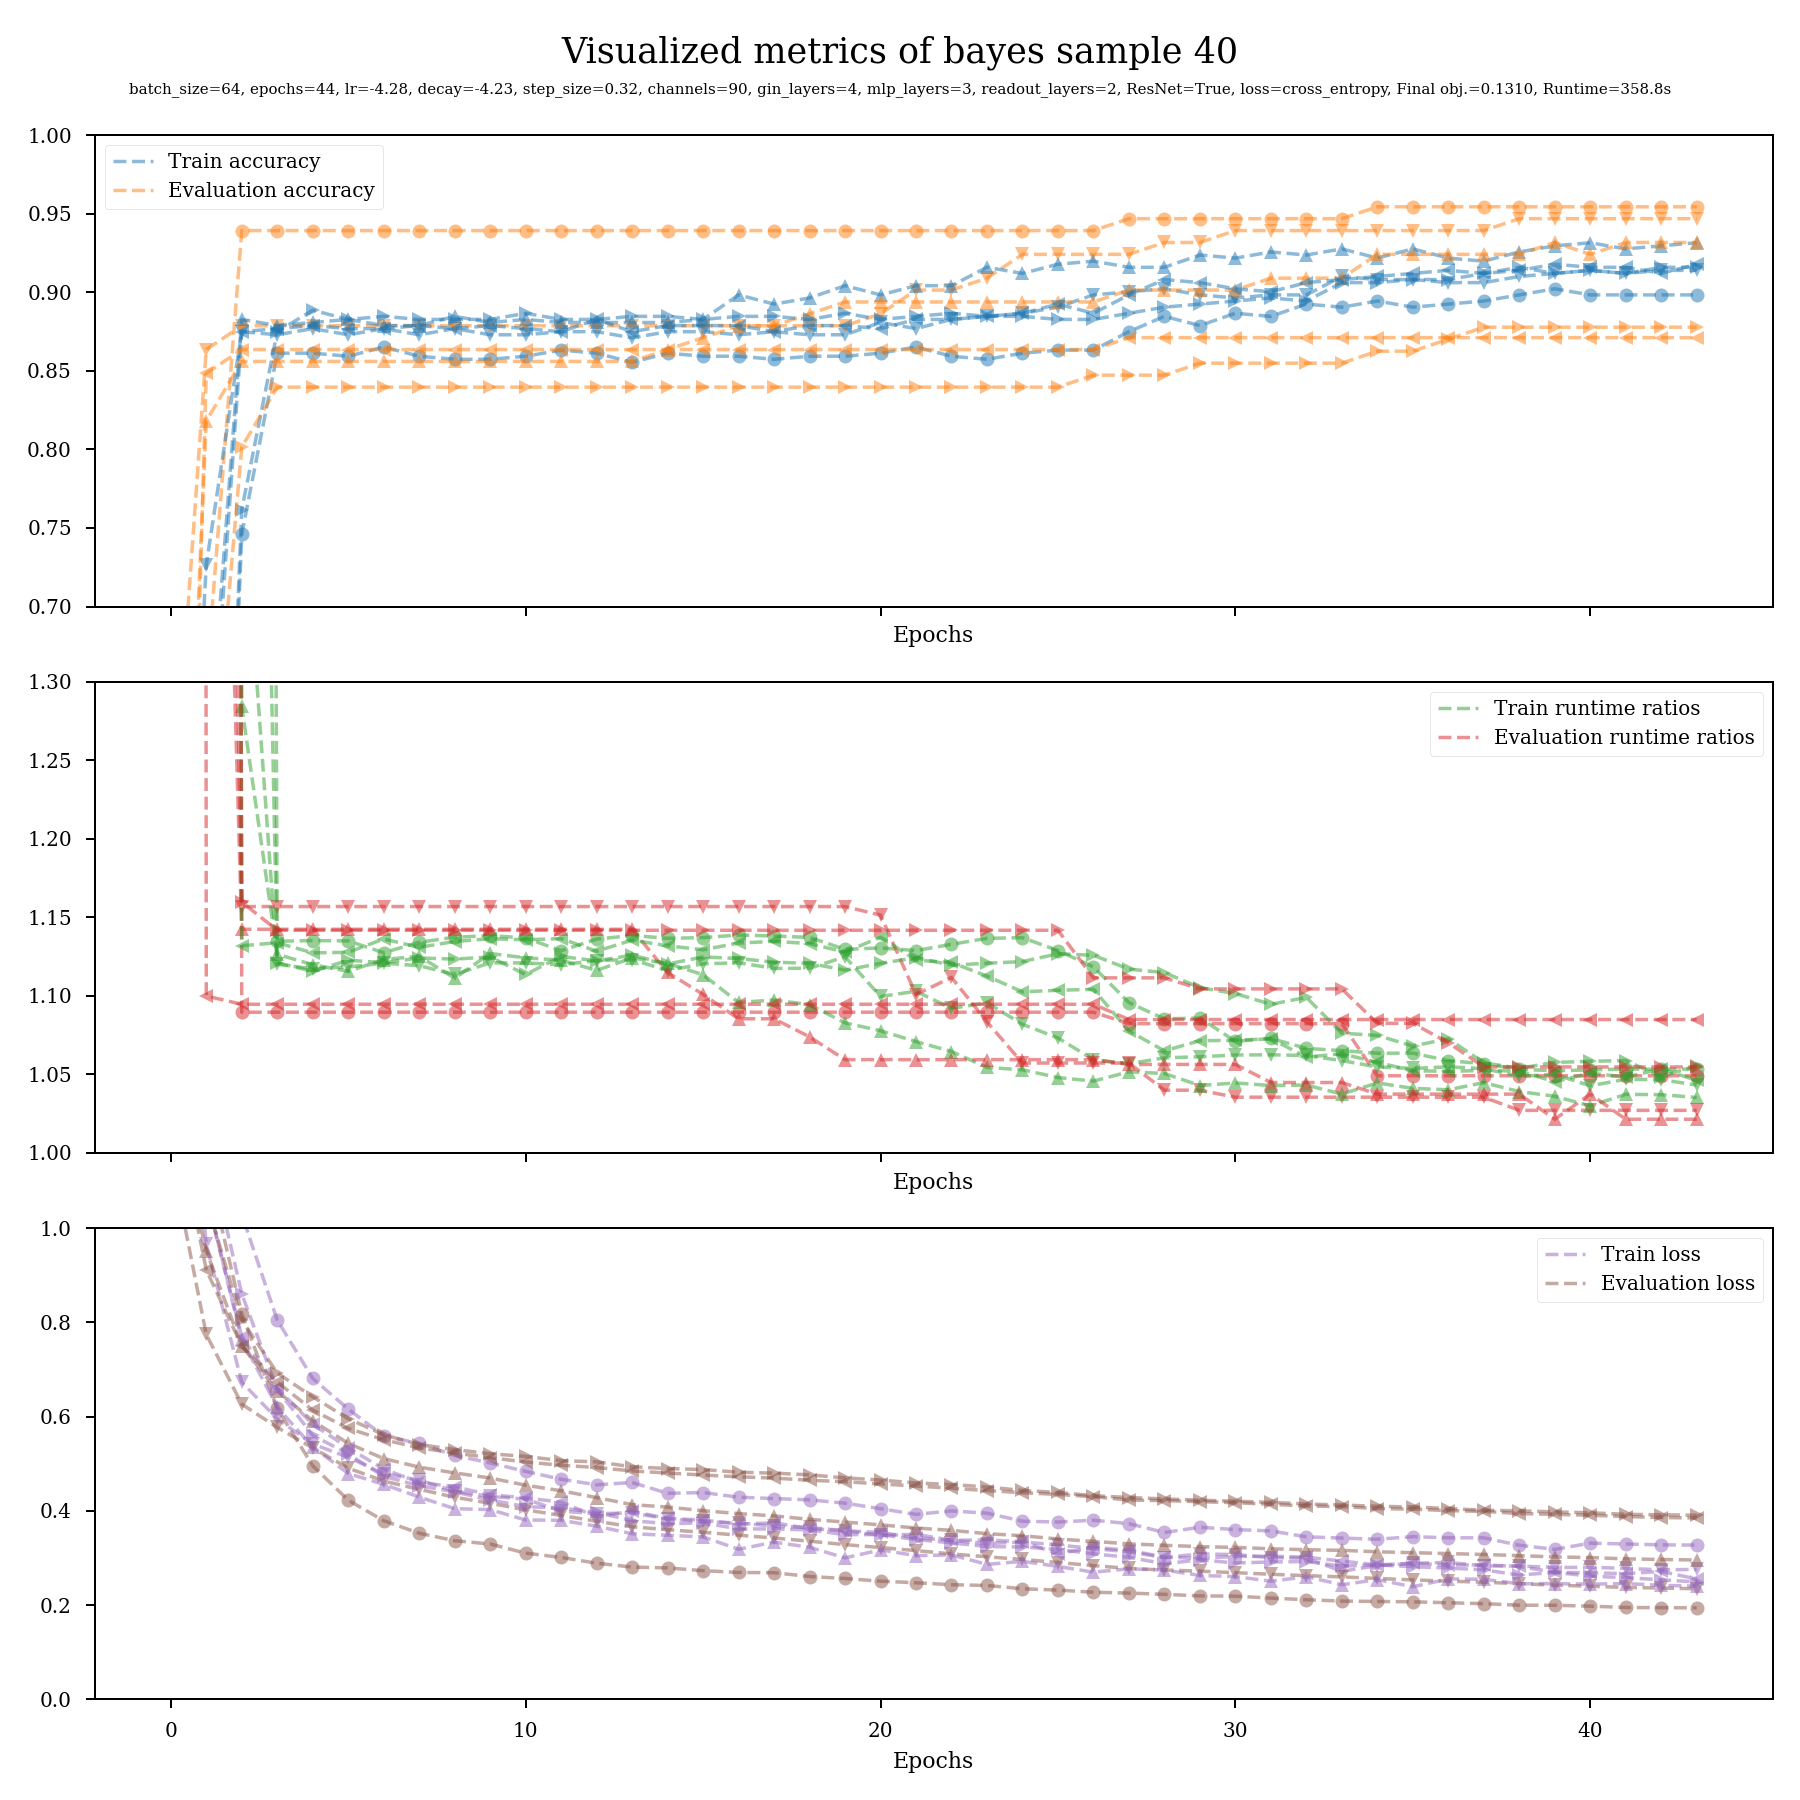 Visualized metrics of bayes sample 40
batch_size=64, epochs=44, lr=-4.28, decay=-4.23, step_size=0.32, channels=90, gin_layers=4, mlp_layers=3, readout_layers=2, ResNet=True, loss=cross_entropy, Final obj.=0.1310, Runtime=358.8s
1.00
0.95
0.90
0.85
0.80
0.75
0.70
Train accuracy
Evaluation accuracy
Epochs
1.30
1.25
1.20
1.15
1.10
1.05
1.00
Train runtime ratios
Evaluation runtime ratios
Epochs
1.0
0.8
0.6
0.4
0.2
0.0
Train loss
Evaluation loss
0 10 20 30 40
Epochs